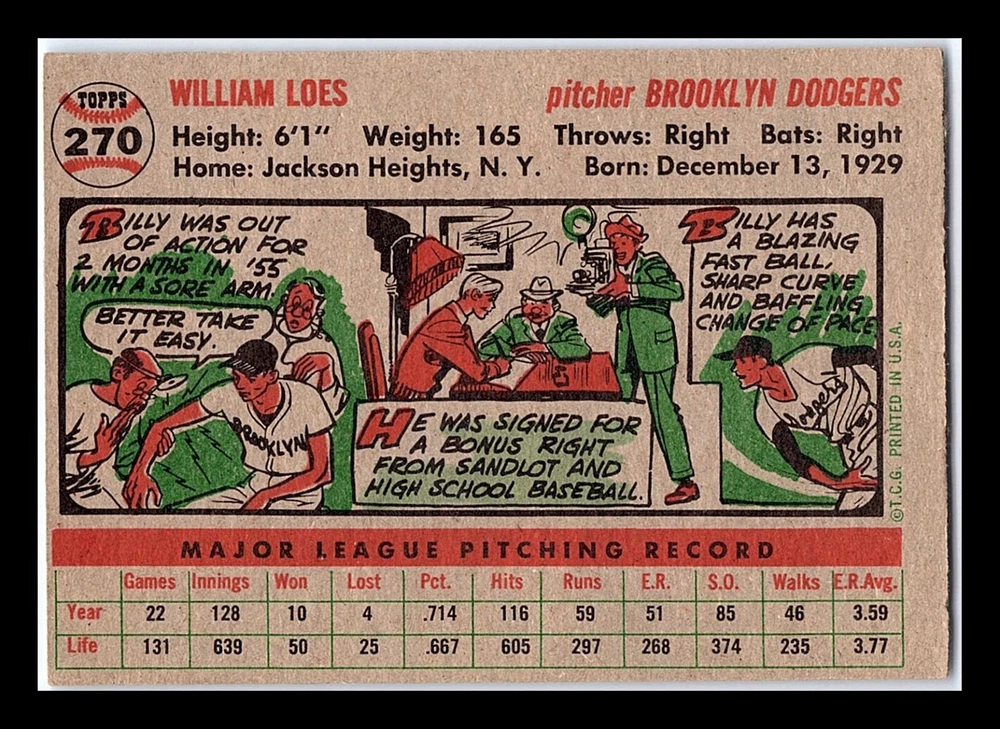 TOPPS
270
WILLIAM LOES
pitcher BROOKLYN DODGERS
Height: 6'1" Weight: 165 Throws: Right Bats: Right
Home: Jackson Heights, N. Y. Born: December 13, 1929
BILLY WAS OUT
OF ACTION FOR
2 MONTHS IN '55
WITH A SORE ARM.
BETTER TAKE
IT EASY.
BROOKLYN
HE WAS SIGNED FOR
A BONUS RIGHT
FROM SANDLOT AND
HIGH SCHOOL BASEBALL.
BILLY HAS
A BLAZING
FAST BALL,
SHARP CURVE
AND BAFFLING
CHANGE OF PACE
Dodgers
©T.C.G. PRINTED IN U.S.A.
MAJOR LEAGUE PITCHING RECORD
Games Innings Won Lost Pct. Hits Runs E.R. S.O. Walks E.R.Avg.
Year 22 128 10 4 .714 116 59 51 85 46 3.59
Life 131 639 50 25 .667 605 297 268 374 235 3.77